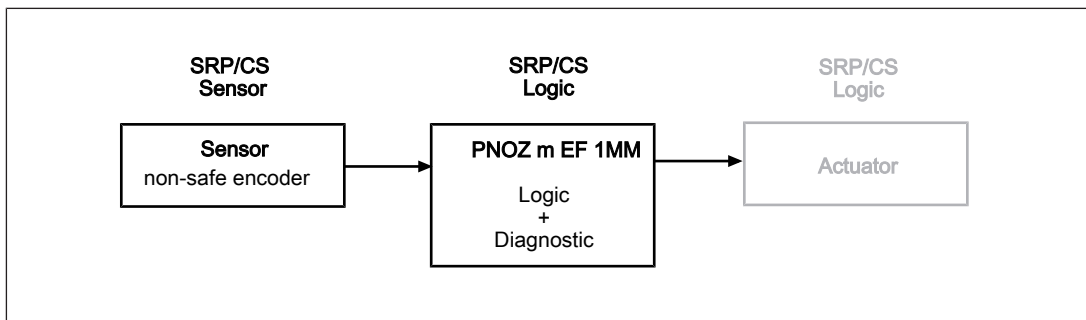 SRP/CS
Sensor
SRP/CS
Logic
SRP/CS
Logic
Sensor
non-safe encoder
PNOZ m EF 1MM
Logic
+
Diagnostic
Actuator